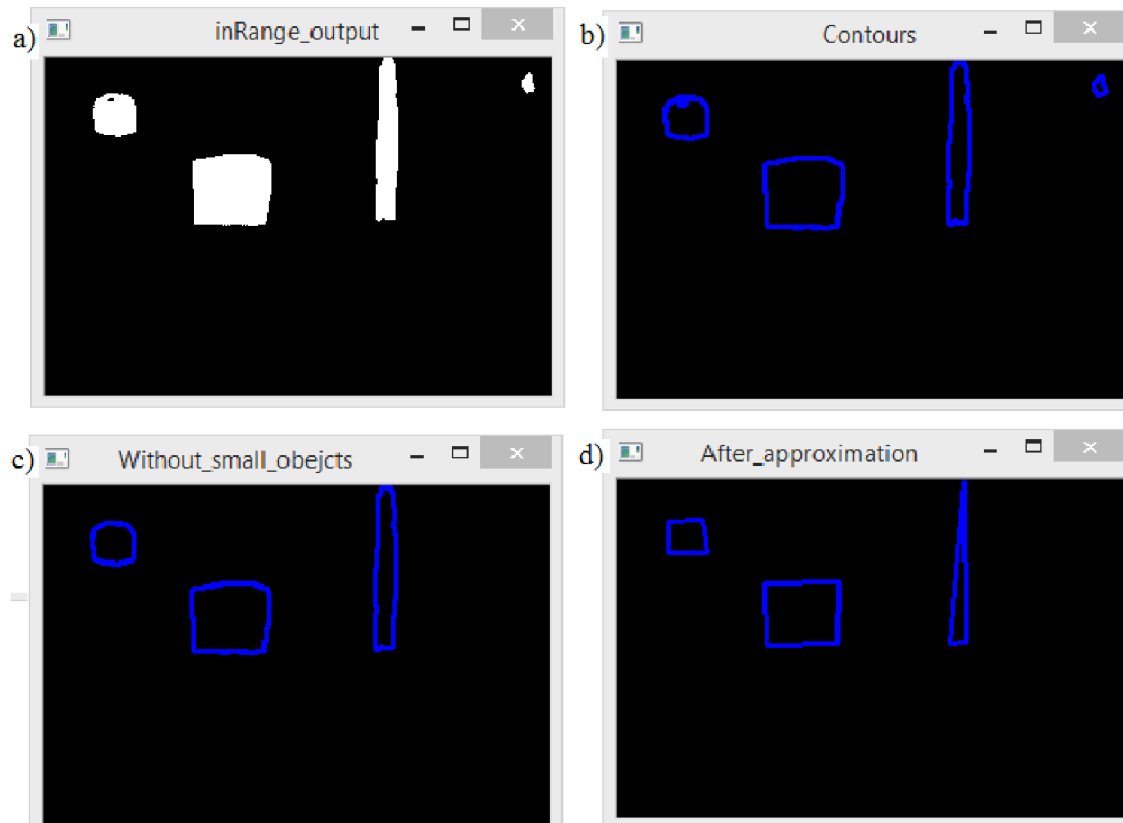 a) inRange_output
b) Contours
c) Without_small_obejcts
d) After_approximation